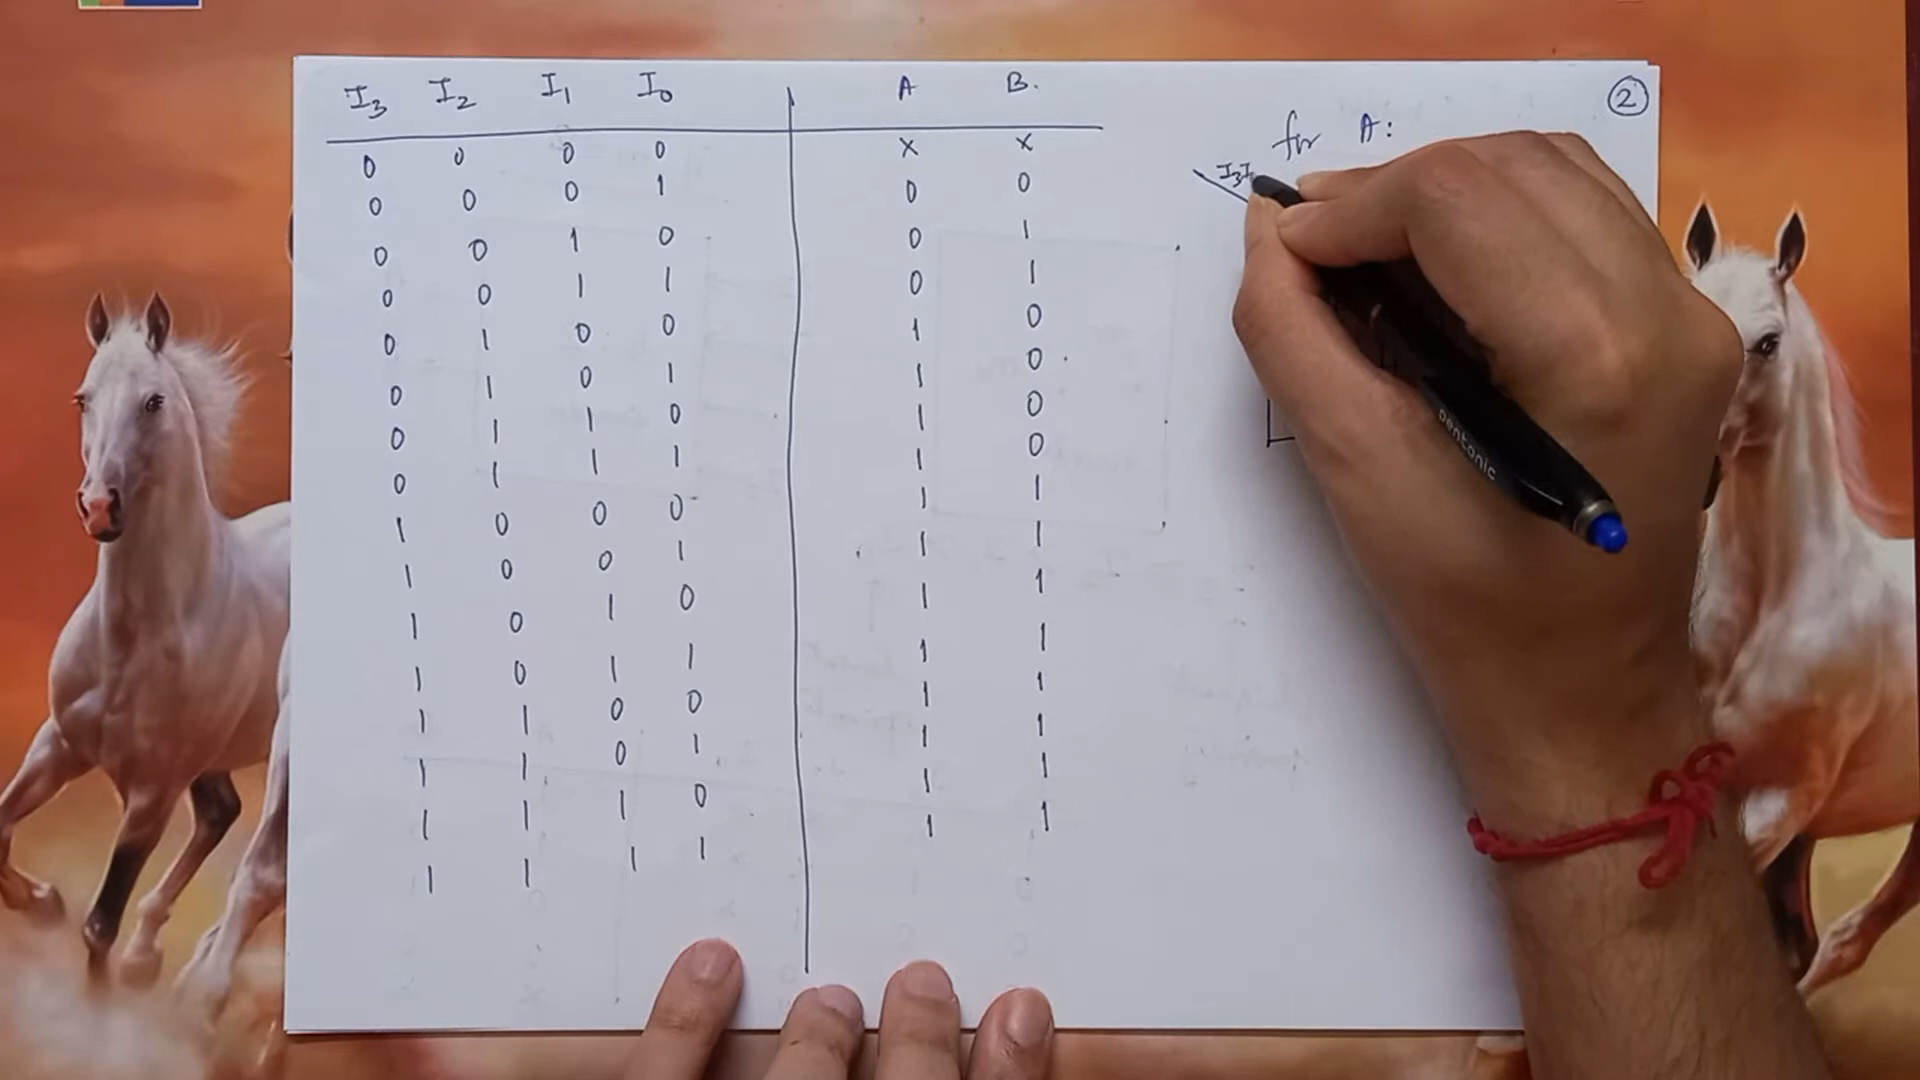 I₃ I₂ I₁ I₀ A B.
0 0 0 0 x x
0 0 0 1 0 0
0 0 1 0 0 1
0 0 1 1 0 1
0 1 0 0 1 0
0 1 0 1 1 0
0 1 1 0 1 0
0 1 1 1 1 0
1 0 0 0 1 1
1 0 0 1 1 1
1 0 1 0 1 1
1 0 1 1 1 1
1 1 0 0 1 1
1 1 0 1 1 1
1 1 1 0 1 1
1 1 1 1 1 1
②
for A:
I₃I
Pentonic